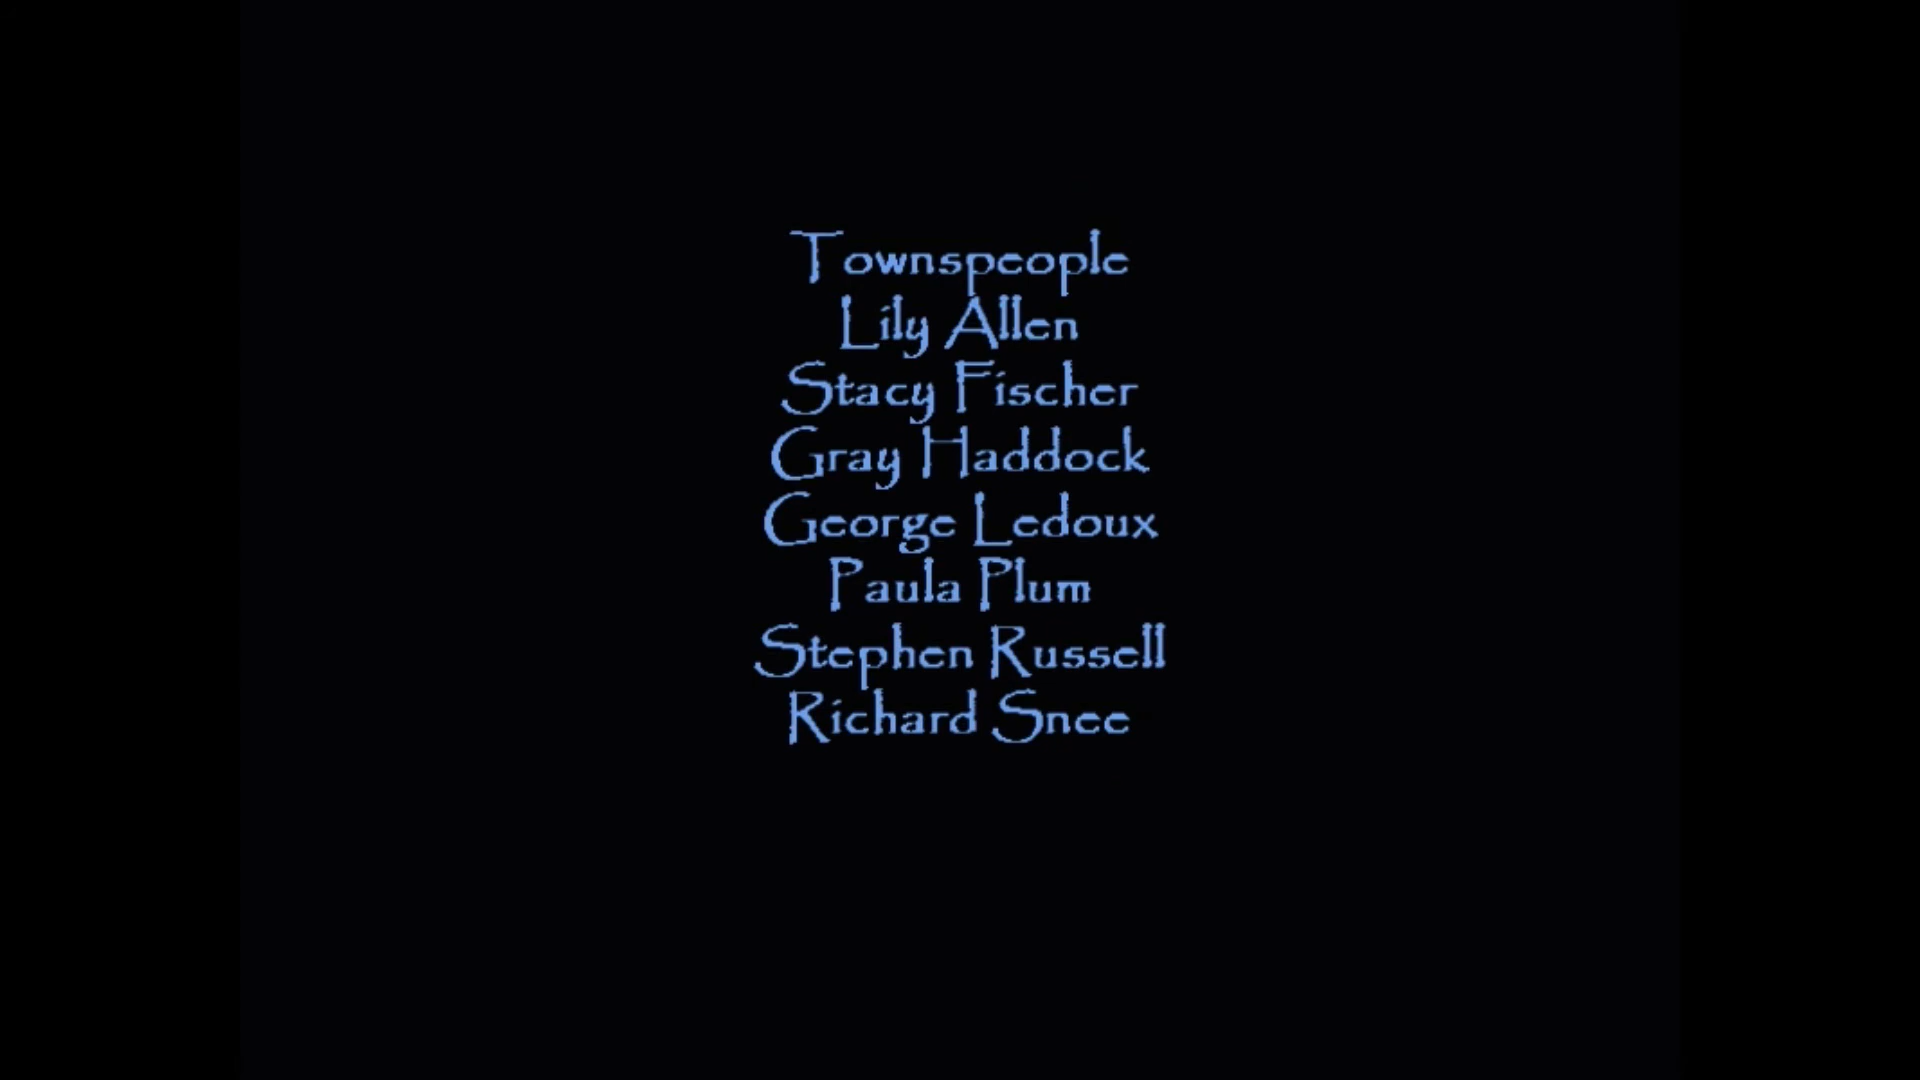 Townspeople
Lily Allen
Stacy Fischer
Gray Haddock
George Ledoux
Paula Plum
Stephen Russell
Richard Snee